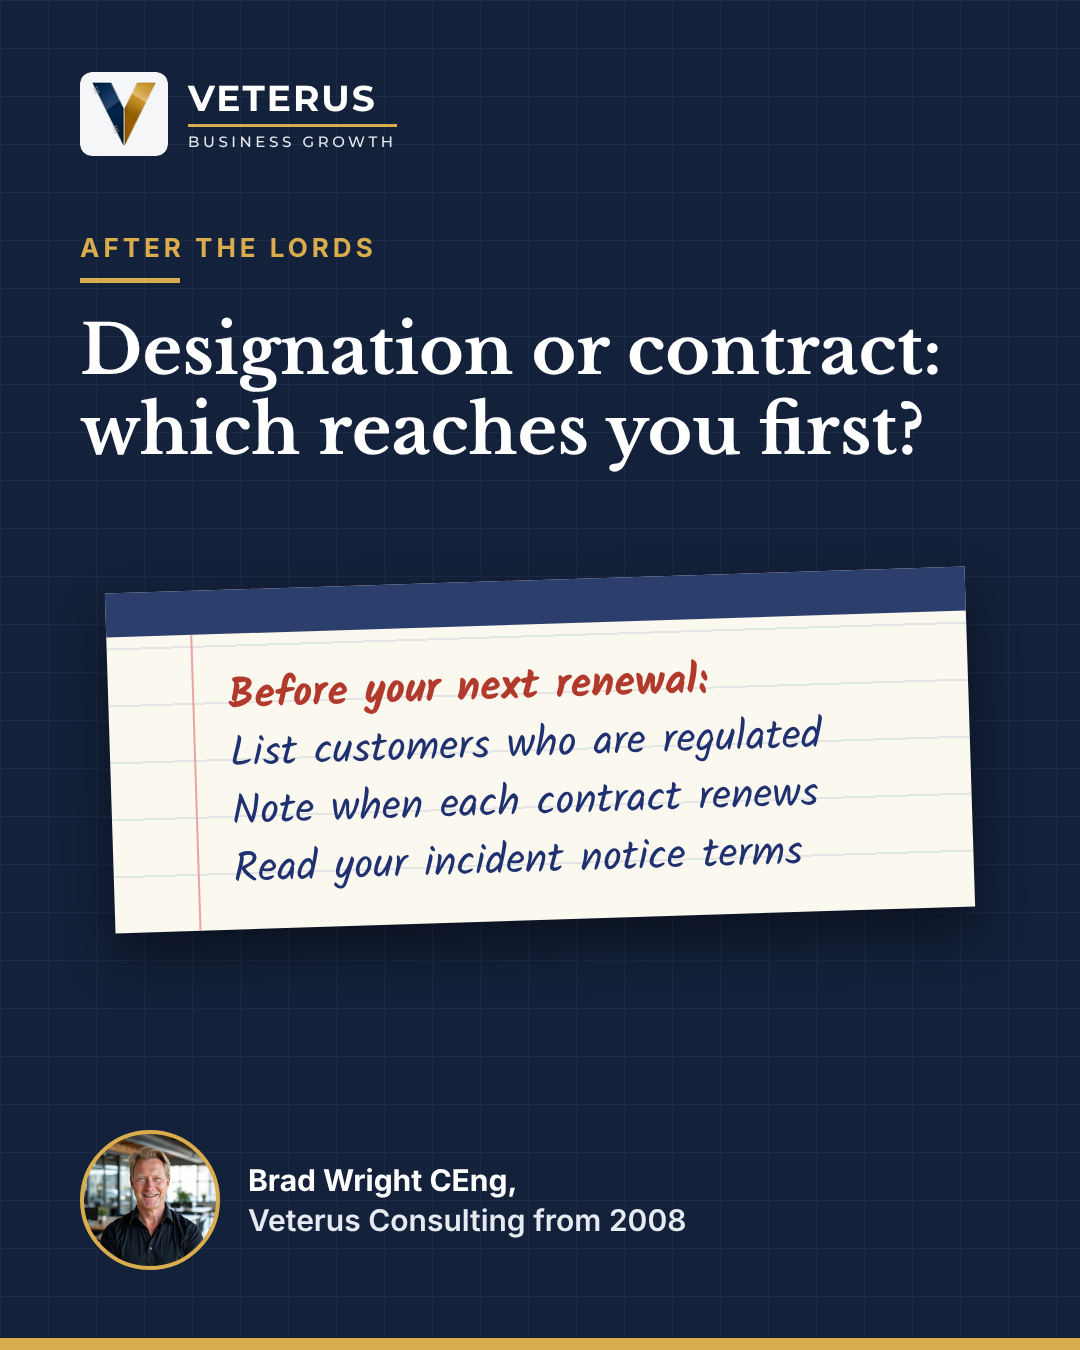 VETERUS
BUSINESS GROWTH
AFTER THE LORDS
Designation or contract:
which reaches you first?
Before your next renewal:
List customers who are regulated
Note when each contract renews
Read your incident notice terms
Brad Wright CEng,
Veterus Consulting from 2008